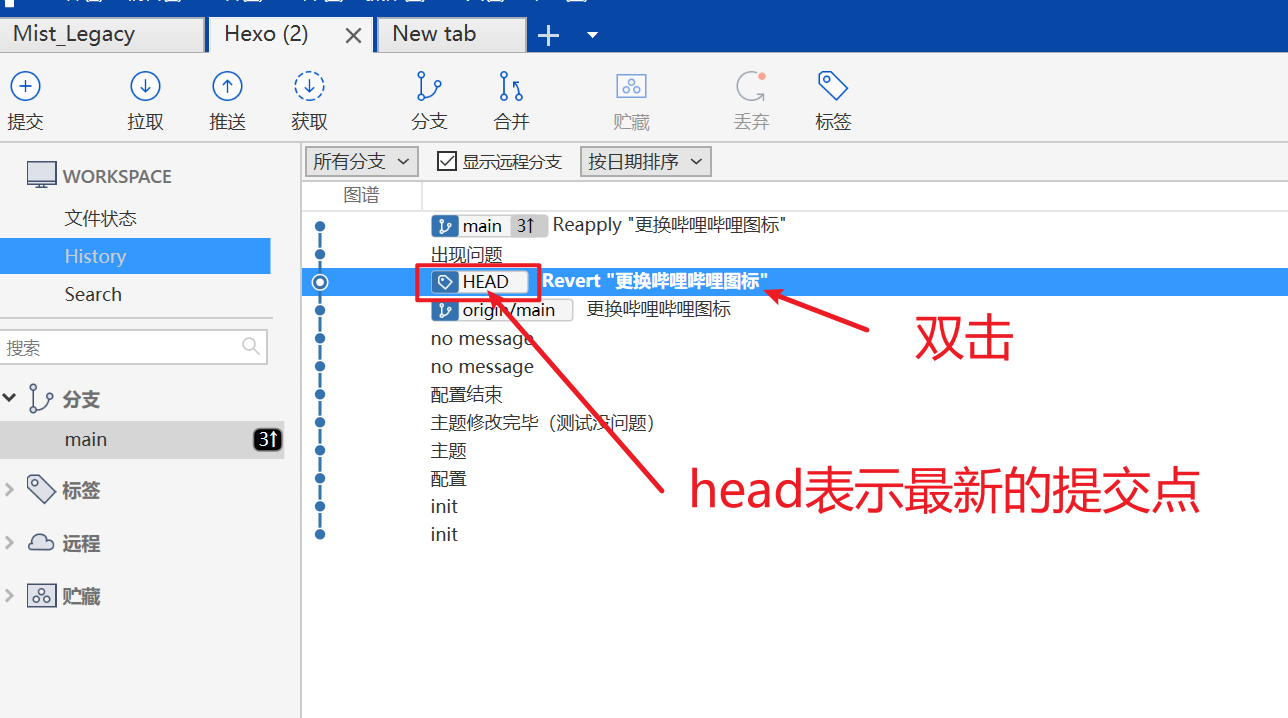 Mist_Legacy
Hexo (2)
New tab
提交
拉取
推送
获取
分支
合并
贮藏
丢弃
标签
WORKSPACE
文件状态
History
Search
搜索
分支
main 3↑
标签
远程
贮藏
所有分支
显示远程分支
按日期排序
图谱
main 3↑ Reapply "更换哔哩哔哩图标"
出现问题
HEAD Revert "更换哔哩哔哩图标"
origin/main 更换哔哩哔哩图标
no message
no message
配置结束
主题修改完毕（测试没问题）
主题
配置
init
init
双击
head表示最新的提交点